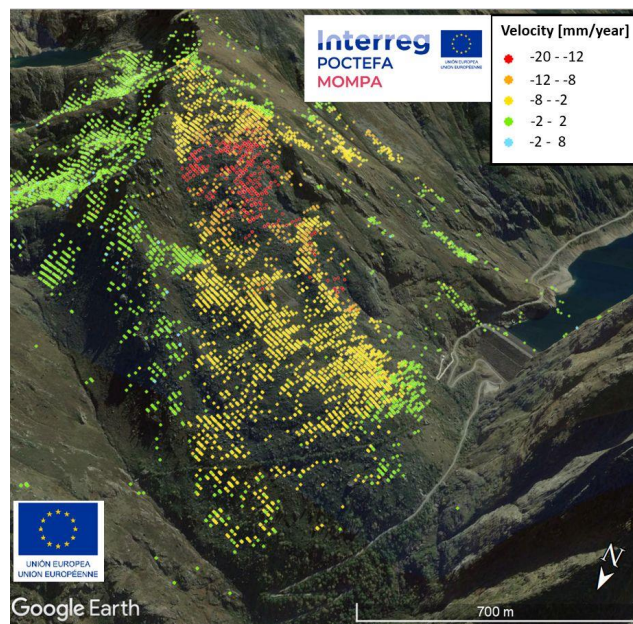 Interreg
POCTEFA
MOMPA
UNIÓN EUROPEA
UNION EUROPÉENNE
Velocity [mm/year]
-20 - -12
-12 - -8
-8 - -2
-2 - 2
-2 - 8
UNIÓN EUROPEA
UNION EUROPÉENNE
Google Earth
N
700 m